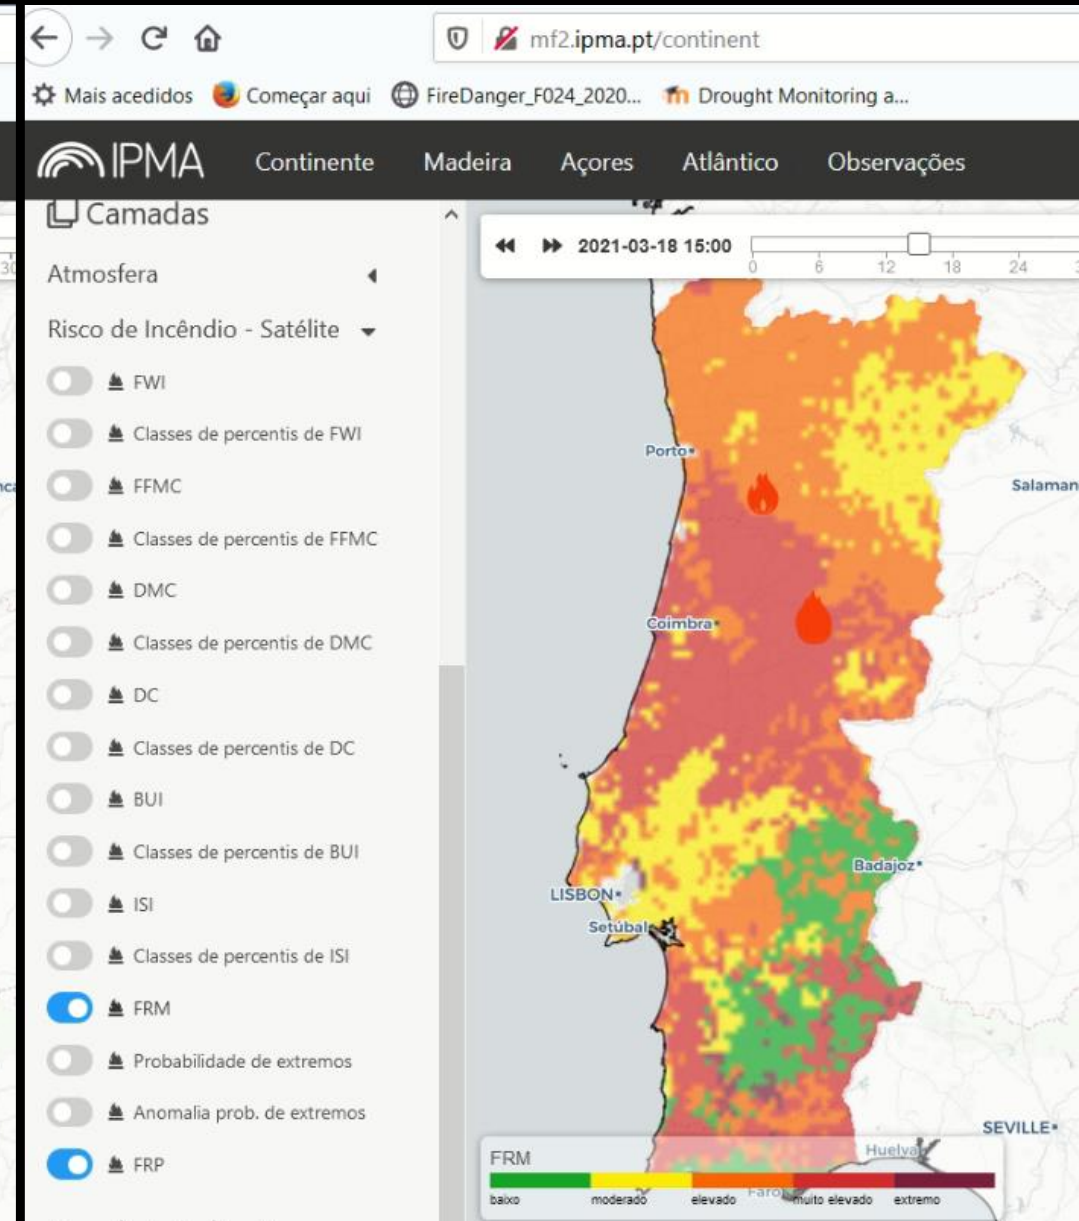 mf2.ipma.pt/continent
Mais acedidos
Começar aqui
FireDanger_F024_2020...
Drought Monitoring a...
IPMA
Continente
Madeira
Açores
Atlântico
Observações
Camadas
2021-03-18 15:00
0 6 12 18 24
Atmosfera
Risco de Incêndio - Satélite
FWI
Classes de percentis de FWI
FFMC
Classes de percentis de FFMC
DMC
Classes de percentis de DMC
DC
Classes de percentis de DC
BUI
Classes de percentis de BUI
ISI
Classes de percentis de ISI
FRM
Probabilidade de extremos
Anomalia prob. de extremos
FRP
Porto
Salaman
Coimbra
Badajoz
LISBON
Setúbal
SEVILLE
Huelva
Faro
FRM
baixo moderado elevado muito elevado extremo